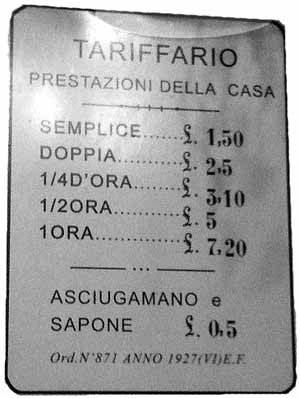 TARIFFARIO
PRESTAZIONI DELLA CASA
SEMPLICE......£. 1,50
DOPPIA..........£. 2,5
1/4D'ORA.......£. 3,10
1/2ORA..........£. 5
1ORA..............£. 7,20
...
ASCIUGAMANO e
SAPONE £. 0,5
Ord.N°871 ANNO 1927(VI)E.F.